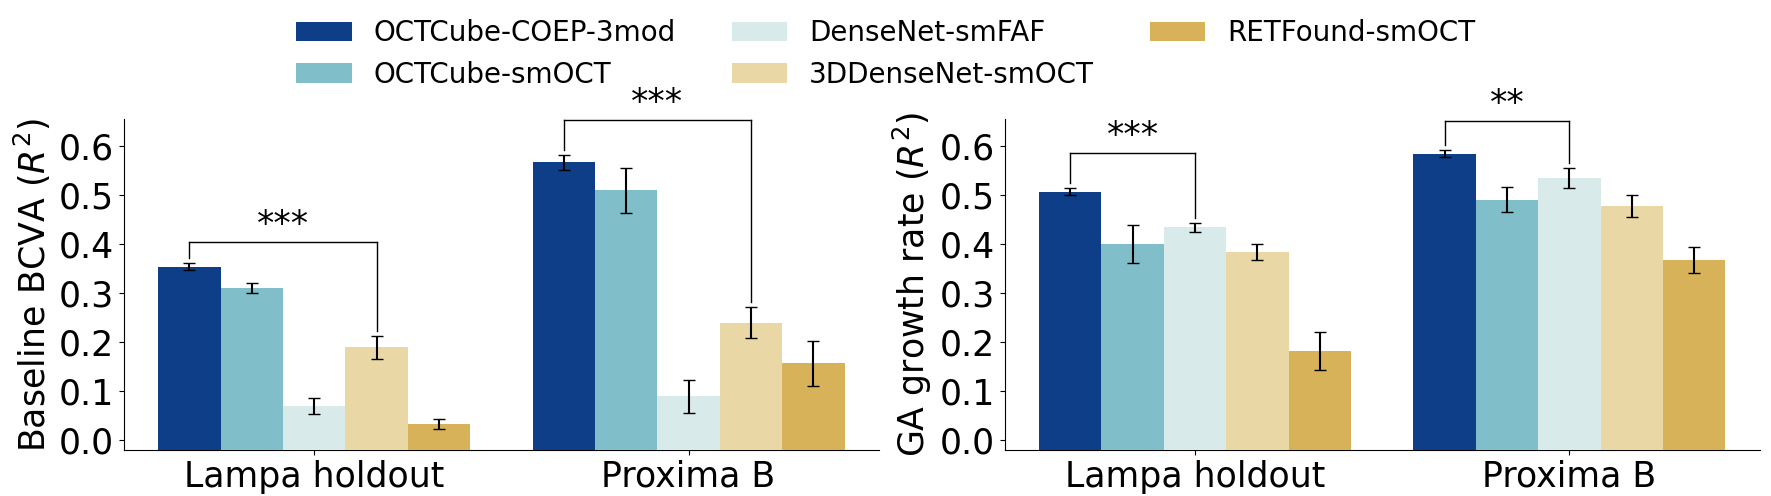 OCTCube-COEP-3mod
OCTCube-smOCT
DenseNet-smFAF
3DDenseNet-smOCT
RETFound-smOCT
Baseline BCVA (R²)
0.6
0.5
0.4
0.3
0.2
0.1
0.0
***
***
Lampa holdout
Proxima B
GA growth rate (R²)
0.6
0.5
0.4
0.3
0.2
0.1
0.0
***
**
Lampa holdout
Proxima B